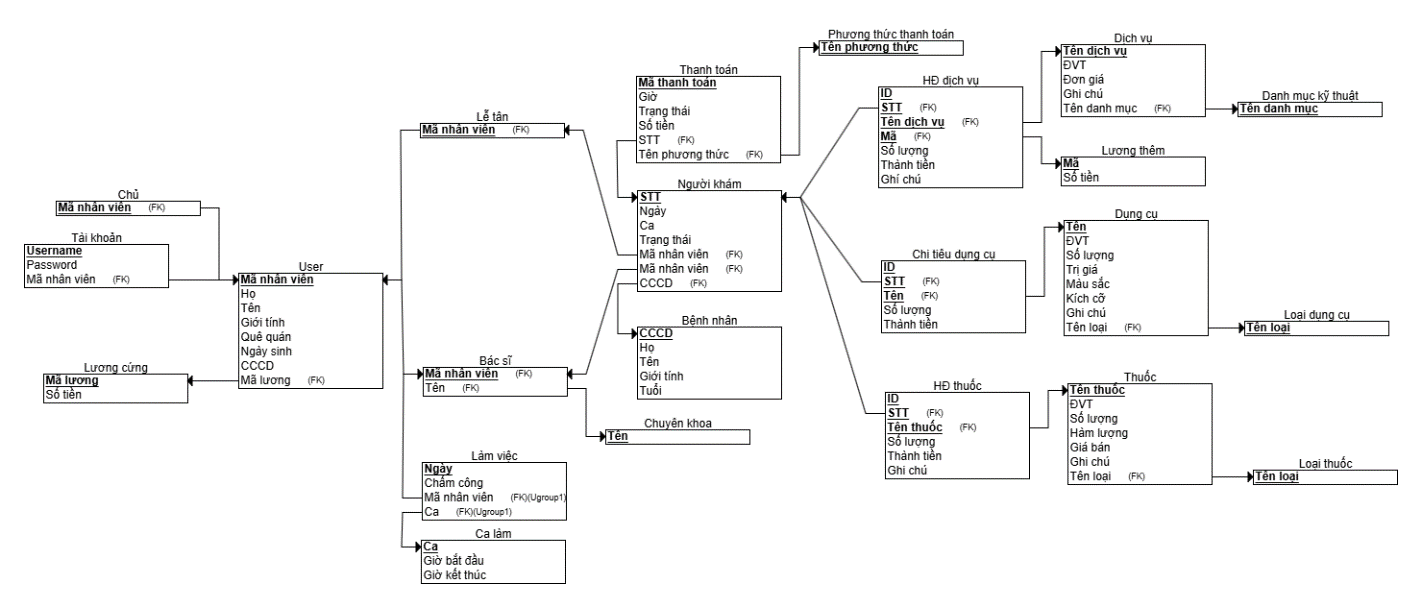 Phương thức thanh toán
Tên phương thức
Dịch vụ
Tên dịch vụ
ĐVT
Đơn giá
Ghi chú
Tên danh mục (FK)
Thanh toán
Mã thanh toán
Giờ
Trạng thái
Số tiền
STT (FK)
Tên phương thức (FK)
HĐ dịch vụ
ID
STT (FK)
Tên dịch vụ (FK)
Mã (FK)
Số lượng
Thành tiền
Ghí chú
Danh mục kỹ thuât
Tên danh mục
Lễ tân
Mã nhân viên (FK)
Lương thêm
Mã
Số tiền
Người khám
STT
Ngày
Ca
Trạng thái
Mã nhân viên (FK)
Mã nhân viên (FK)
CCCD (FK)
Chủ
Mã nhân viên (FK)
Tài khoản
Username
Password
Mã nhân viên (FK)
User
Mã nhân viên
Họ
Tên
Giới tính
Quê quán
Ngày sinh
CCCD
Mã lương (FK)
Dụng cụ
Tên
ĐVT
Số lượng
Trị giá
Màu sắc
Kích cỡ
Ghi chú
Tên loại (FK)
Chi tiêu dụng cụ
ID
STT (FK)
Tên (FK)
Số lượng
Thành tiền
Loại dụng cụ
Tên loại
Bệnh nhân
CCCD
Họ
Tên
Giới tính
Tuổi
Lương cứng
Mã lương
Số tiền
Bác sĩ
Mã nhân viên (FK)
Tên (FK)
Chuyên khoa
Tên
HĐ thuốc
ID
STT (FK)
Tên thuốc (FK)
Số lượng
Thành tiền
Ghi chú
Thuốc
Tên thuốc
ĐVT
Số lượng
Hàm lượng
Giá bán
Ghi chú
Tên loại (FK)
Loại thuốc
Tên loại
Làm việc
Ngày
Chấm công
Mã nhân viên (FK)(Ugroup1)
Ca (FK)(Ugroup1)
Ca làm
Ca
Giờ bắt đầu
Giờ kết thúc